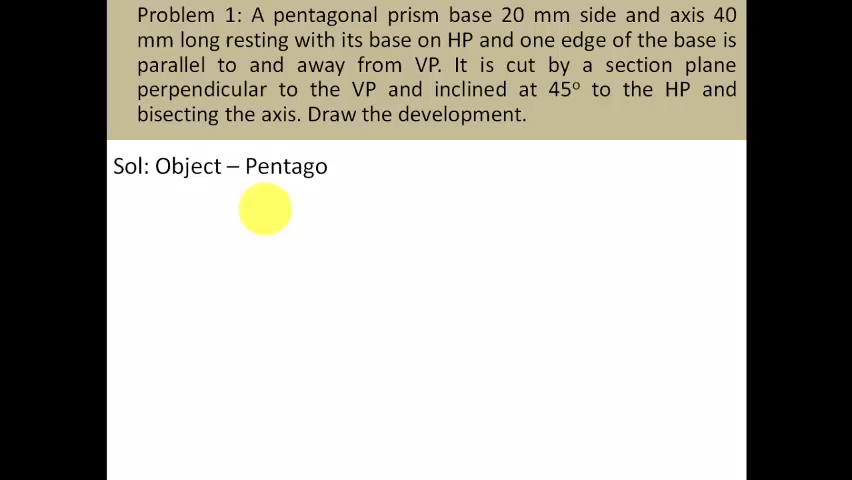 Problem 1: A pentagonal prism base 20 mm side and axis 40
mm long resting with its base on HP and one edge of the base is
parallel to and away from VP. It is cut by a section plane
perpendicular to the VP and inclined at 45º to the HP and
bisecting the axis. Draw the development.
Sol: Object – Pentago